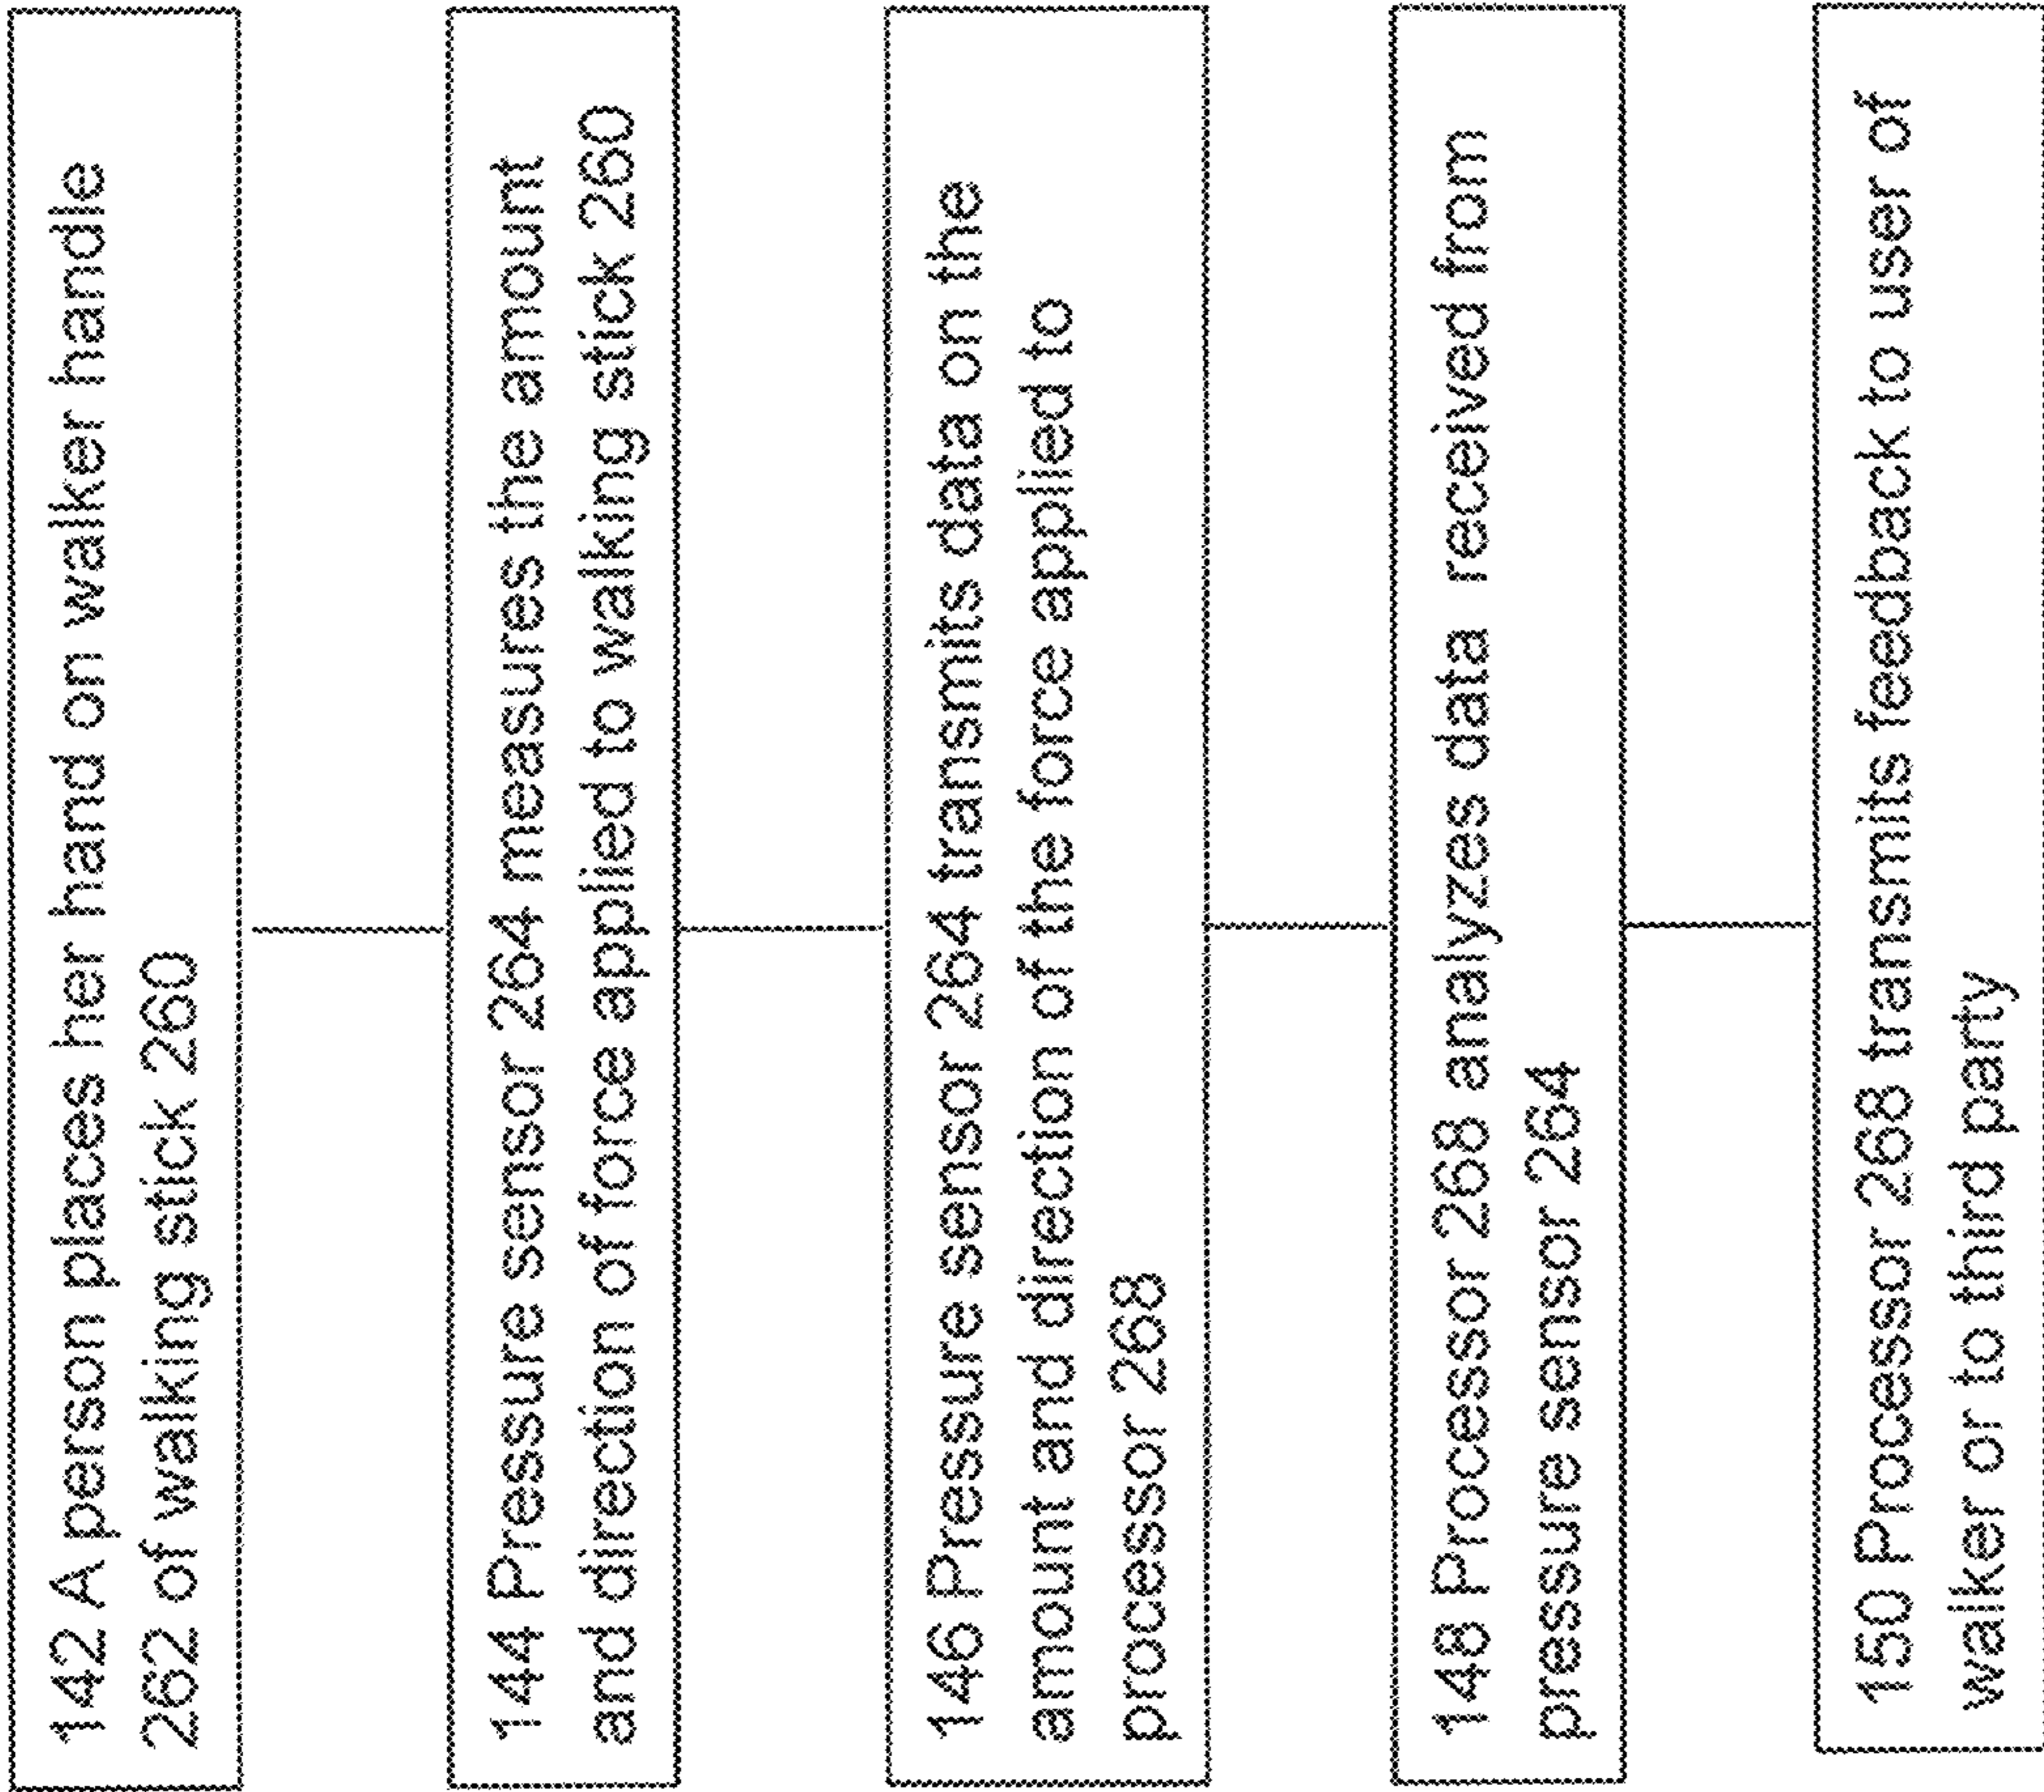 142 A person places her hand on walker handle
262 of walking stick 260
144 Pressure sensor 264 measures the amount
and direction of force applied to walking stick 260
146 Pressure sensor 264 transmits data on the
amount and direction of the force applied to
processor 268
148 Processor 268 analyzes data received from
pressure sensor 264
150 Processor 268 transmits feedback to user of
walker or to third party